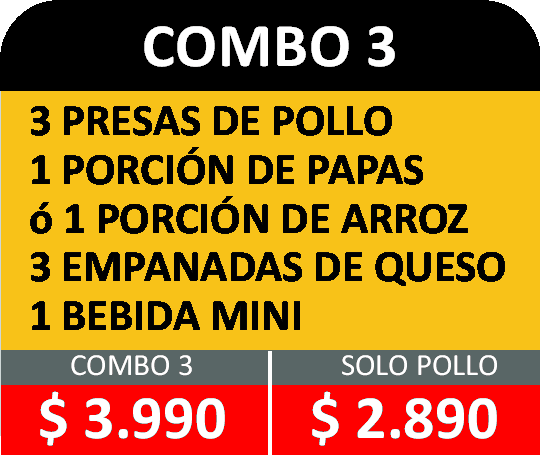 COMBO 3
3 PRESAS DE POLLO
1 PORCIÓN DE PAPAS
ó 1 PORCIÓN DE ARROZ
3 EMPANADAS DE QUESO
1 BEBIDA MINI
COMBO 3 SOLO POLLO
$ 3.990 $ 2.890